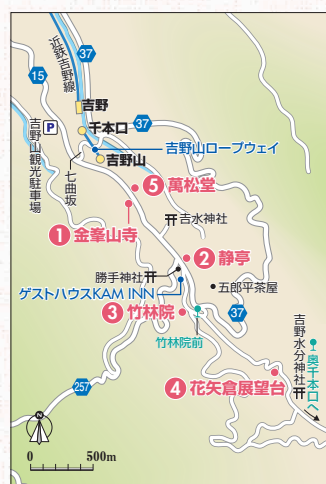 近鉄吉野線
37
15
吉野
P
千本口
37
吉野山観光駐車場
吉野山
吉野山ロープウェイ
七曲坂
5 萬松堂
吉水神社
1 金峯山寺
2 静亭
勝手神社
五郎平茶屋
ゲストハウスKAM INN
3 竹林院
37
竹林院前
吉野水分神社
奥千本口へ
4 花矢倉展望台
257
N
0 500m